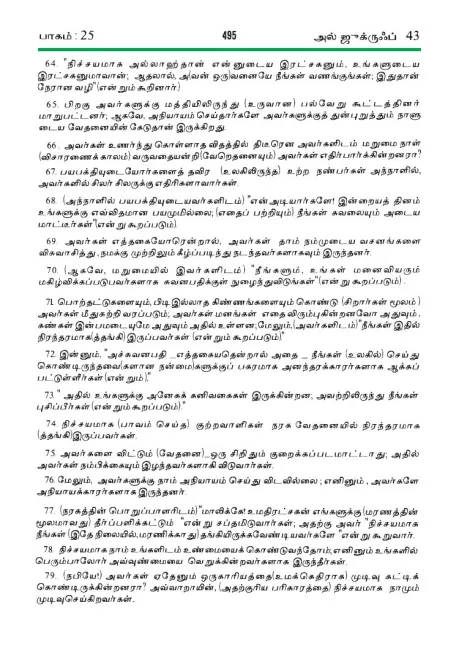 பாகம் : 25 495 அல் ஜுக்ருஃப் 43
64. "நிச்சயமாக அல்லாஹ்தான் என்னுடைய இரட்சகனும், உங்களுடைய
இரட்சகனுமாவான்; ஆதலால், அ(வன் ஒரு)வனையே நீங்கள் வணங்குங்கள்; இதுதான்
நேரான வழி" (என்றும் கூறினார்.)
65. பிறகு அவர்களுக்கு மத்தியிலிருந்து (உருவான) பல்வேறு கூட்டத்தினர்
மாறுபட்டனர்; ஆகவே, அநியாயம் செய்தார்களே அவர்களுக்குத் துன்புறுத்தும் நாளு
டைய வேதனையின் கேடுதான் இருக்கிறது.
66. அவர்கள் உணர்ந்து கொள்ளாத விதத்தில் திடீரென அவர்களிடம் மறுமை நாள்
(விசாரணைக் காலம்) வருவதையன்றி (வேறெதனையும்) அவர்கள் எதிர்பார்க்கின்றனரா?
67. பயபக்தியுடையோர்களைத் தவிர (உலகிலிருந்த) உற்ற நண்பர்கள் அந்நாளில்,
அவர்களில் சிலர் சிலருக்கு எதிரிகளாவார்கள்.
68. (அந்நாளில் பயபக்தியுடையவர்களிடம்) "என் அடியார்களே! இன்றையத் தினம்
உங்களுக்கு எவ்விதமான பயமுமில்லை; (எதைப் பற்றியும்) நீங்கள் கவலையும் அடைய
மாட்டீர்கள்" (என்று கூறப்படும்).
69. அவர்கள் எத்தகையோரென்றால், அவர்கள் தாம் நம்முடைய வசனங்களை
விசுவாசித்து, நமக்கு முற்றிலும் கீழ்ப்படிந்து நடந்தவர்களாகவும் இருந்தனர்.
70. (ஆகவே, மறுமையில் இவர்களிடம்) "நீங்களும், உங்கள் மனைவியரும்
மகிழ்விக்கப்படுபவர்களாக சுவனபதிக்குள் நுழைந்துவிடுங்கள்" (என்று கூறப்படும்) .
71. பொற்தட்டுகளையும், பிடி இல்லாத கிண்ணங்களையும் கொண்டு (சிறார்கள் மூலம் )
அவர்கள் மீது சுற்றி வரப்படும்; அவர்கள் மனங்கள் எதை விரும்புகின்றனவோ அதுவும் ,
கண்கள் இன்பமடையுமே அதுவும் அதில் உள்ளன; மேலும், (அவர்களிடம்) "நீங்கள் இதில்
நிரந்தரமாக(த்தங்கி) இருப்பவர்கள் (என்றும் கூறப்படும்)."
72. இன்னும், "அச்சுவனபதி _எத்தகையதென்றால் அதை _ நீங்கள் (உலகில்) செய்து
கொண்டிருந்தவை(களான நன்மை)களுக்குப் பகரமாக அனந்தரக்காரர்களாக ஆக்கப்
பட்டுள்ளீர்கள் (என்றும்)."
73. " அதில் உங்களுக்கு அனேகக் கனிவகைகள் இருக்கின்றன; அவற்றிலிருந்து நீங்கள்
புசிப்பீர்கள் (என்றும் கூறப்படும்)."
74. நிச்சயமாக (பாவம் செய்த) குற்றவாளிகள் நரக வேதனையில் நிரந்தரமாக
(த்தங்கி)இருப்பவர்கள்.
75. அவர்களை விட்டும் (வேதனை)_ஒரு சிறிதும் குறைக்கப்படமாட்டாது; அதில்
அவர்கள் நம்பிக்கையும் இழந்தவர்களாகி விடுவார்கள்.
76. மேலும், அவர்களுக்கு நாம் அநியாயம் செய்து விடவில்லை ; எனினும் , அவர்களே
அநியாயக்காரர்களாக இருந்தனர்.
77. (நரகத்தின் பொறுப்பாளரிடம்) "மாலிக்கே! உமதிரட்சகன் எங்களுக்கு (மரணத்தின்
மூலமாவது) தீர்ப்பளிக்கட்டும் "என்று சப்தமிடுவார்கள்; அதற்கு அவர் "நிச்சயமாக
நீங்கள் (இதே நிலையில், மரணிக்காது) தங்கியிருக்கவேண்டியவர்களே "என்று கூறுவார்.
78. நிச்சயமாக நாம் உங்களிடம் உண்மையைக் கொண்டுவந்தோம்; எனினும் உங்களில்
பெரும்பாலோர் அவ்வுண்மையை வெறுக்கின்றவர்களாக இருந்தீர்கள்.
79. (நபியே!) அவர்கள் ஏதேனும் ஒரு காரியத்தை (உமக்கெதிராக) முடிவு கட்டிக்
கொண்டிருக்கின்றனரா? அவ்வாறாயின், (அதற்குரிய பரிகாரத்தை) நிச்சயமாக நாமும்
முடிவுசெய்கிறவர்கள்.